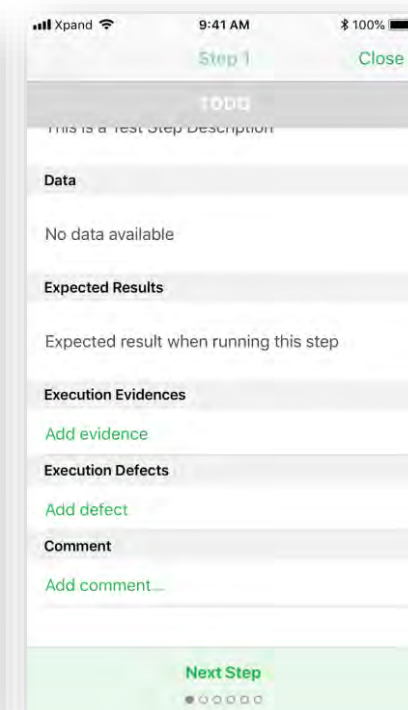 Xpand 9:41 AM 100%
Step 1 Close
TODO
This is a Test Step Description
Data
No data available
Expected Results
Expected result when running this step
Execution Evidences
Add evidence
Execution Defects
Add defect
Comment
Add comment...
Next Step